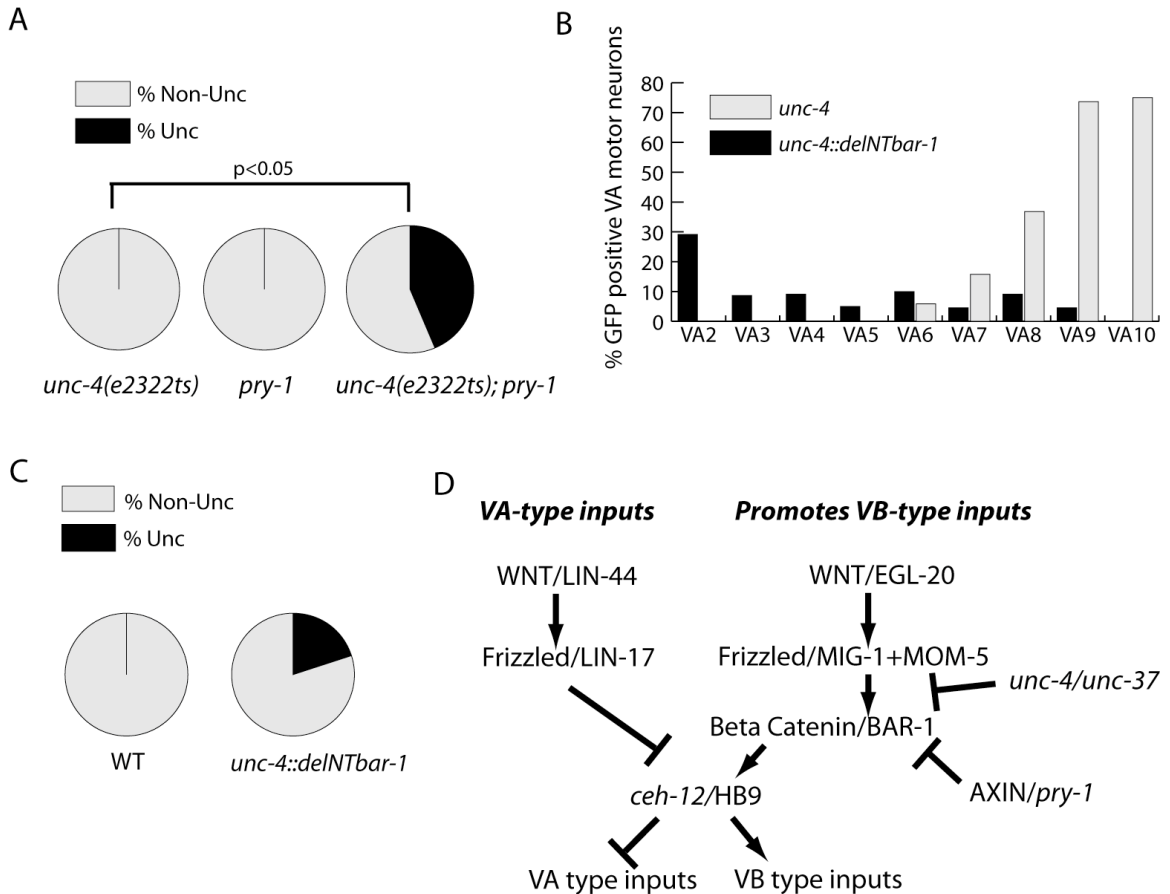 A
% Non-Unc
% Unc
p<0.05
unc-4(e2322ts)
pry-1
unc-4(e2322ts); pry-1
B
% GFP positive VA motor neurons
80
70
60
50
40
30
20
10
0
unc-4
unc-4::delNTbar-1
VA2 VA3 VA4 VA5 VA6 VA7 VA8 VA9 VA10
C
% Non-Unc
% Unc
WT
unc-4::delNTbar-1
D
VA-type inputs
Promotes VB-type inputs
WNT/LIN-44
WNT/EGL-20
Frizzled/LIN-17
Frizzled/MIG-1+MOM-5
unc-4/unc-37
Beta Catenin/BAR-1
ceh-12/HB9
AXIN/pry-1
VA type inputs
VB type inputs